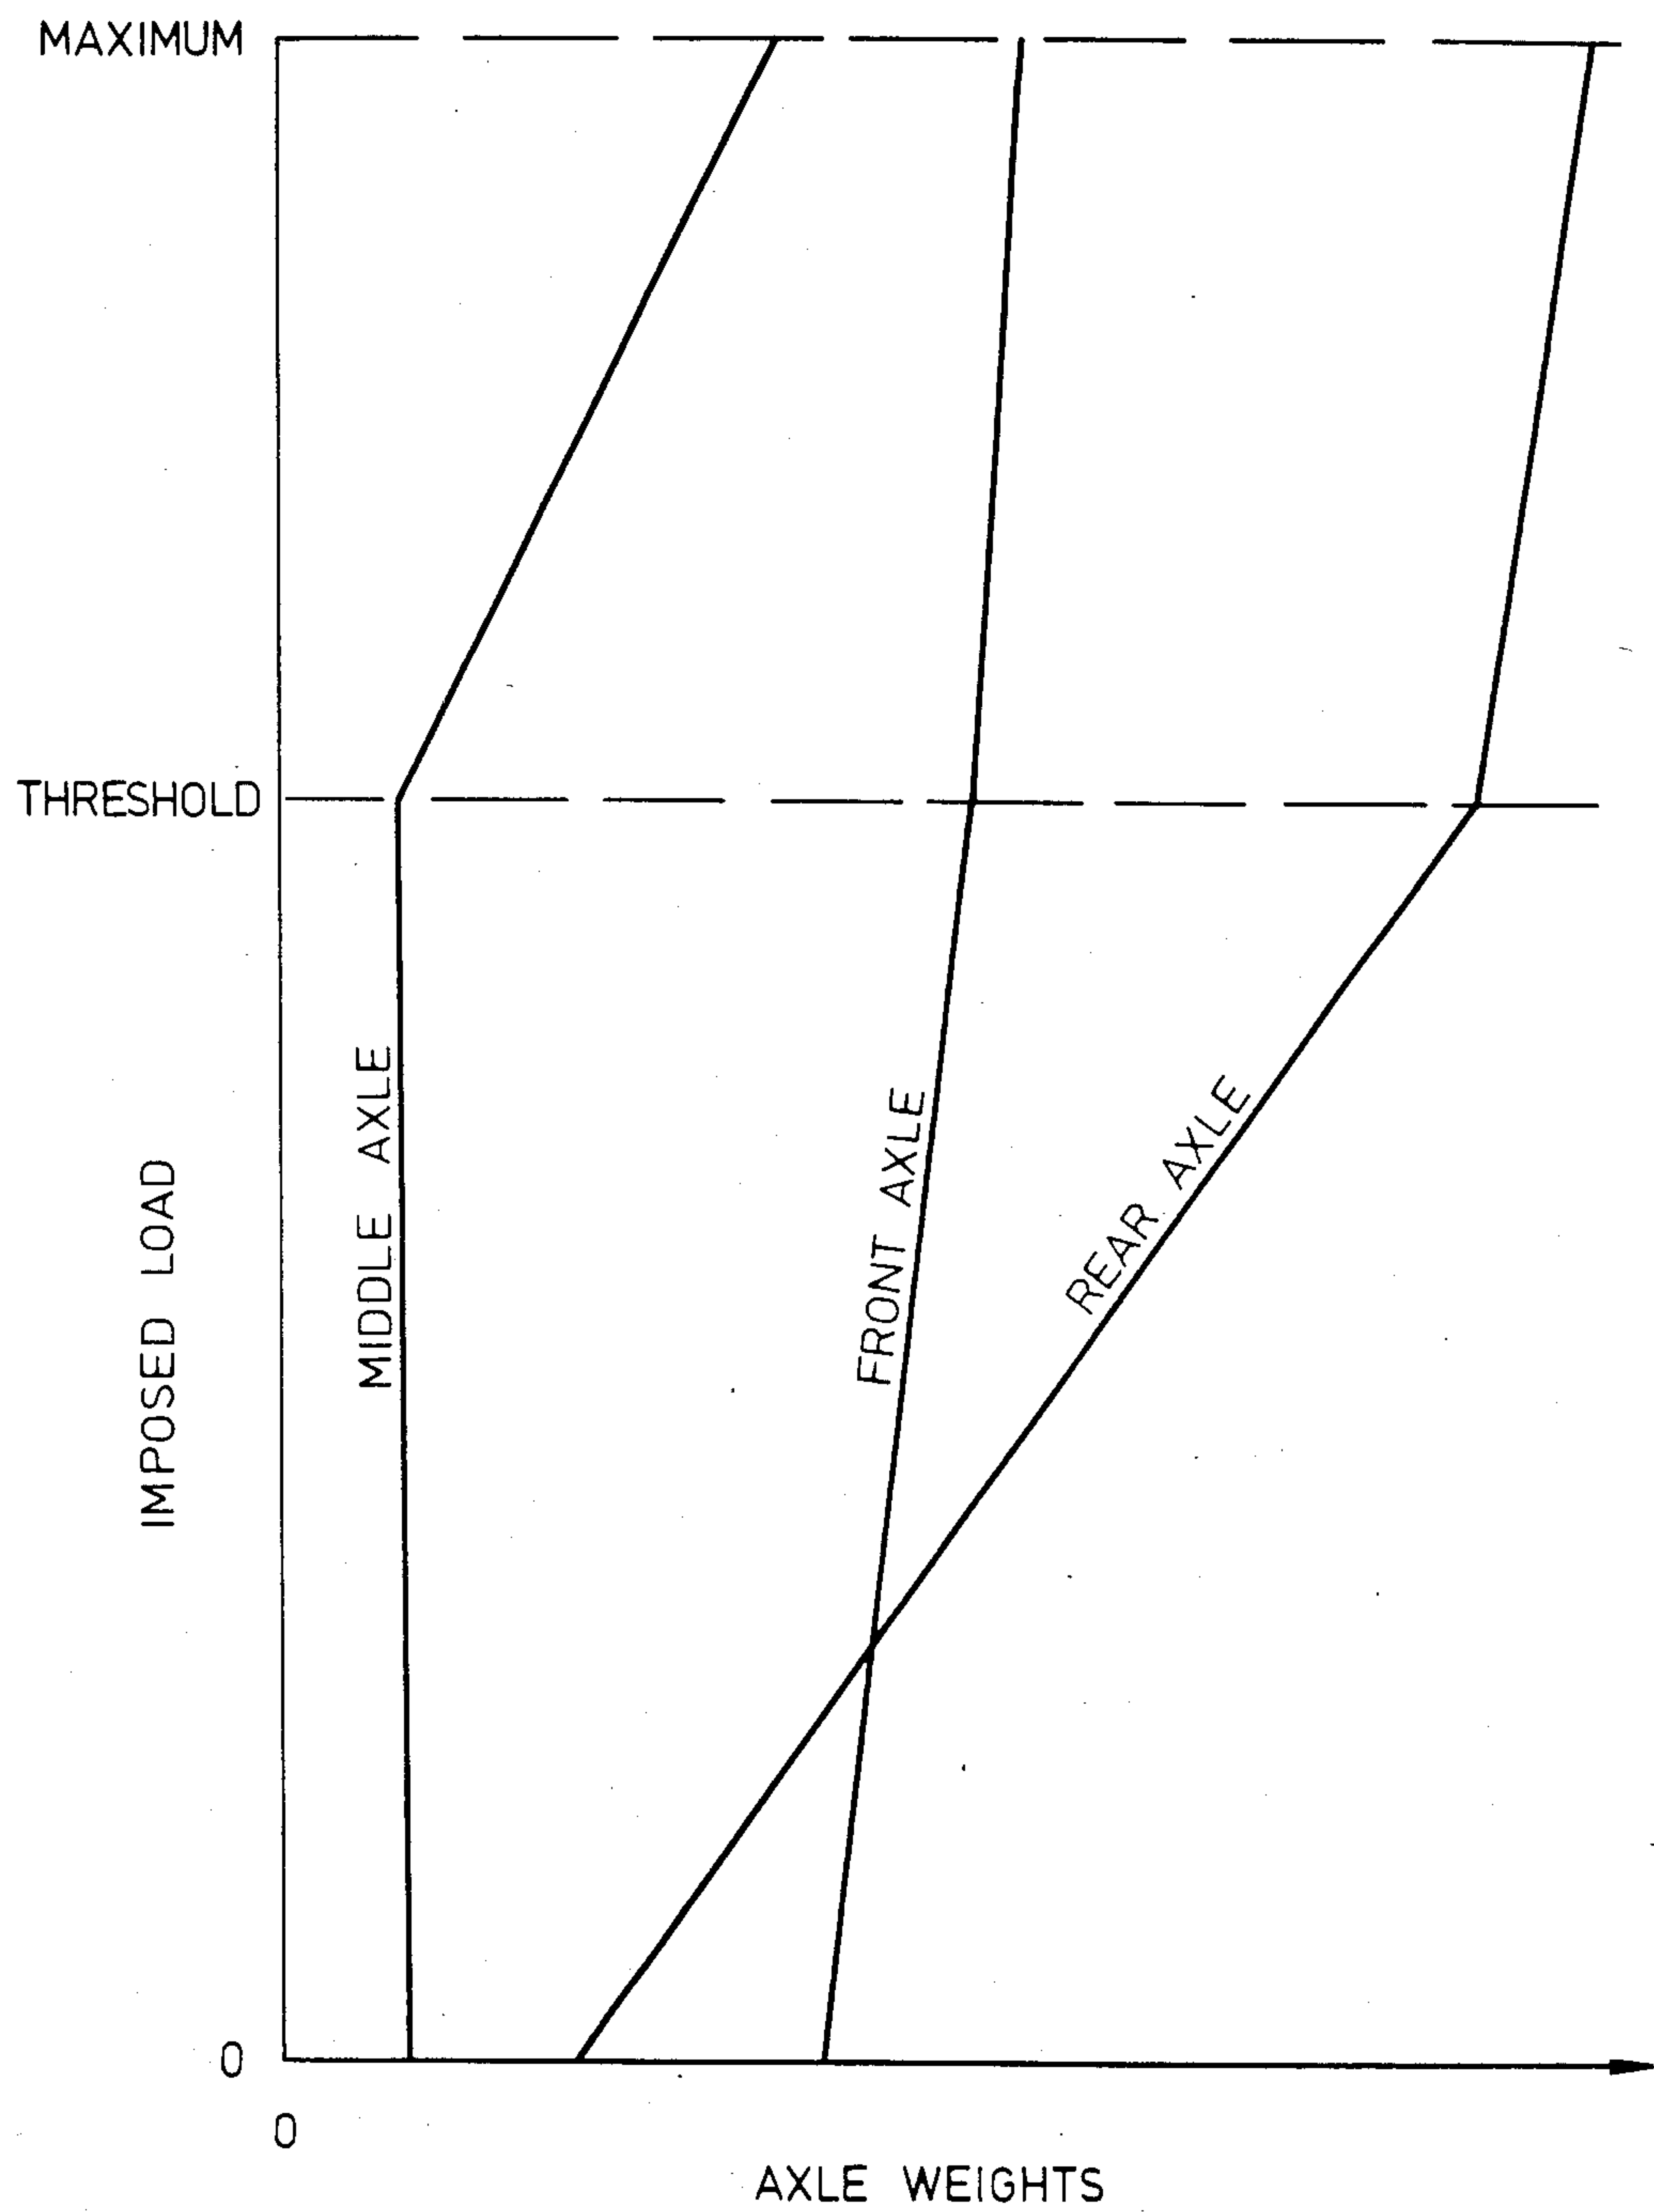 MAXIMUM
THRESHOLD
IMPOSED LOAD
MIDDLE AXLE
FRONT AXLE
REAR AXLE
0
0
AXLE WEIGHTS